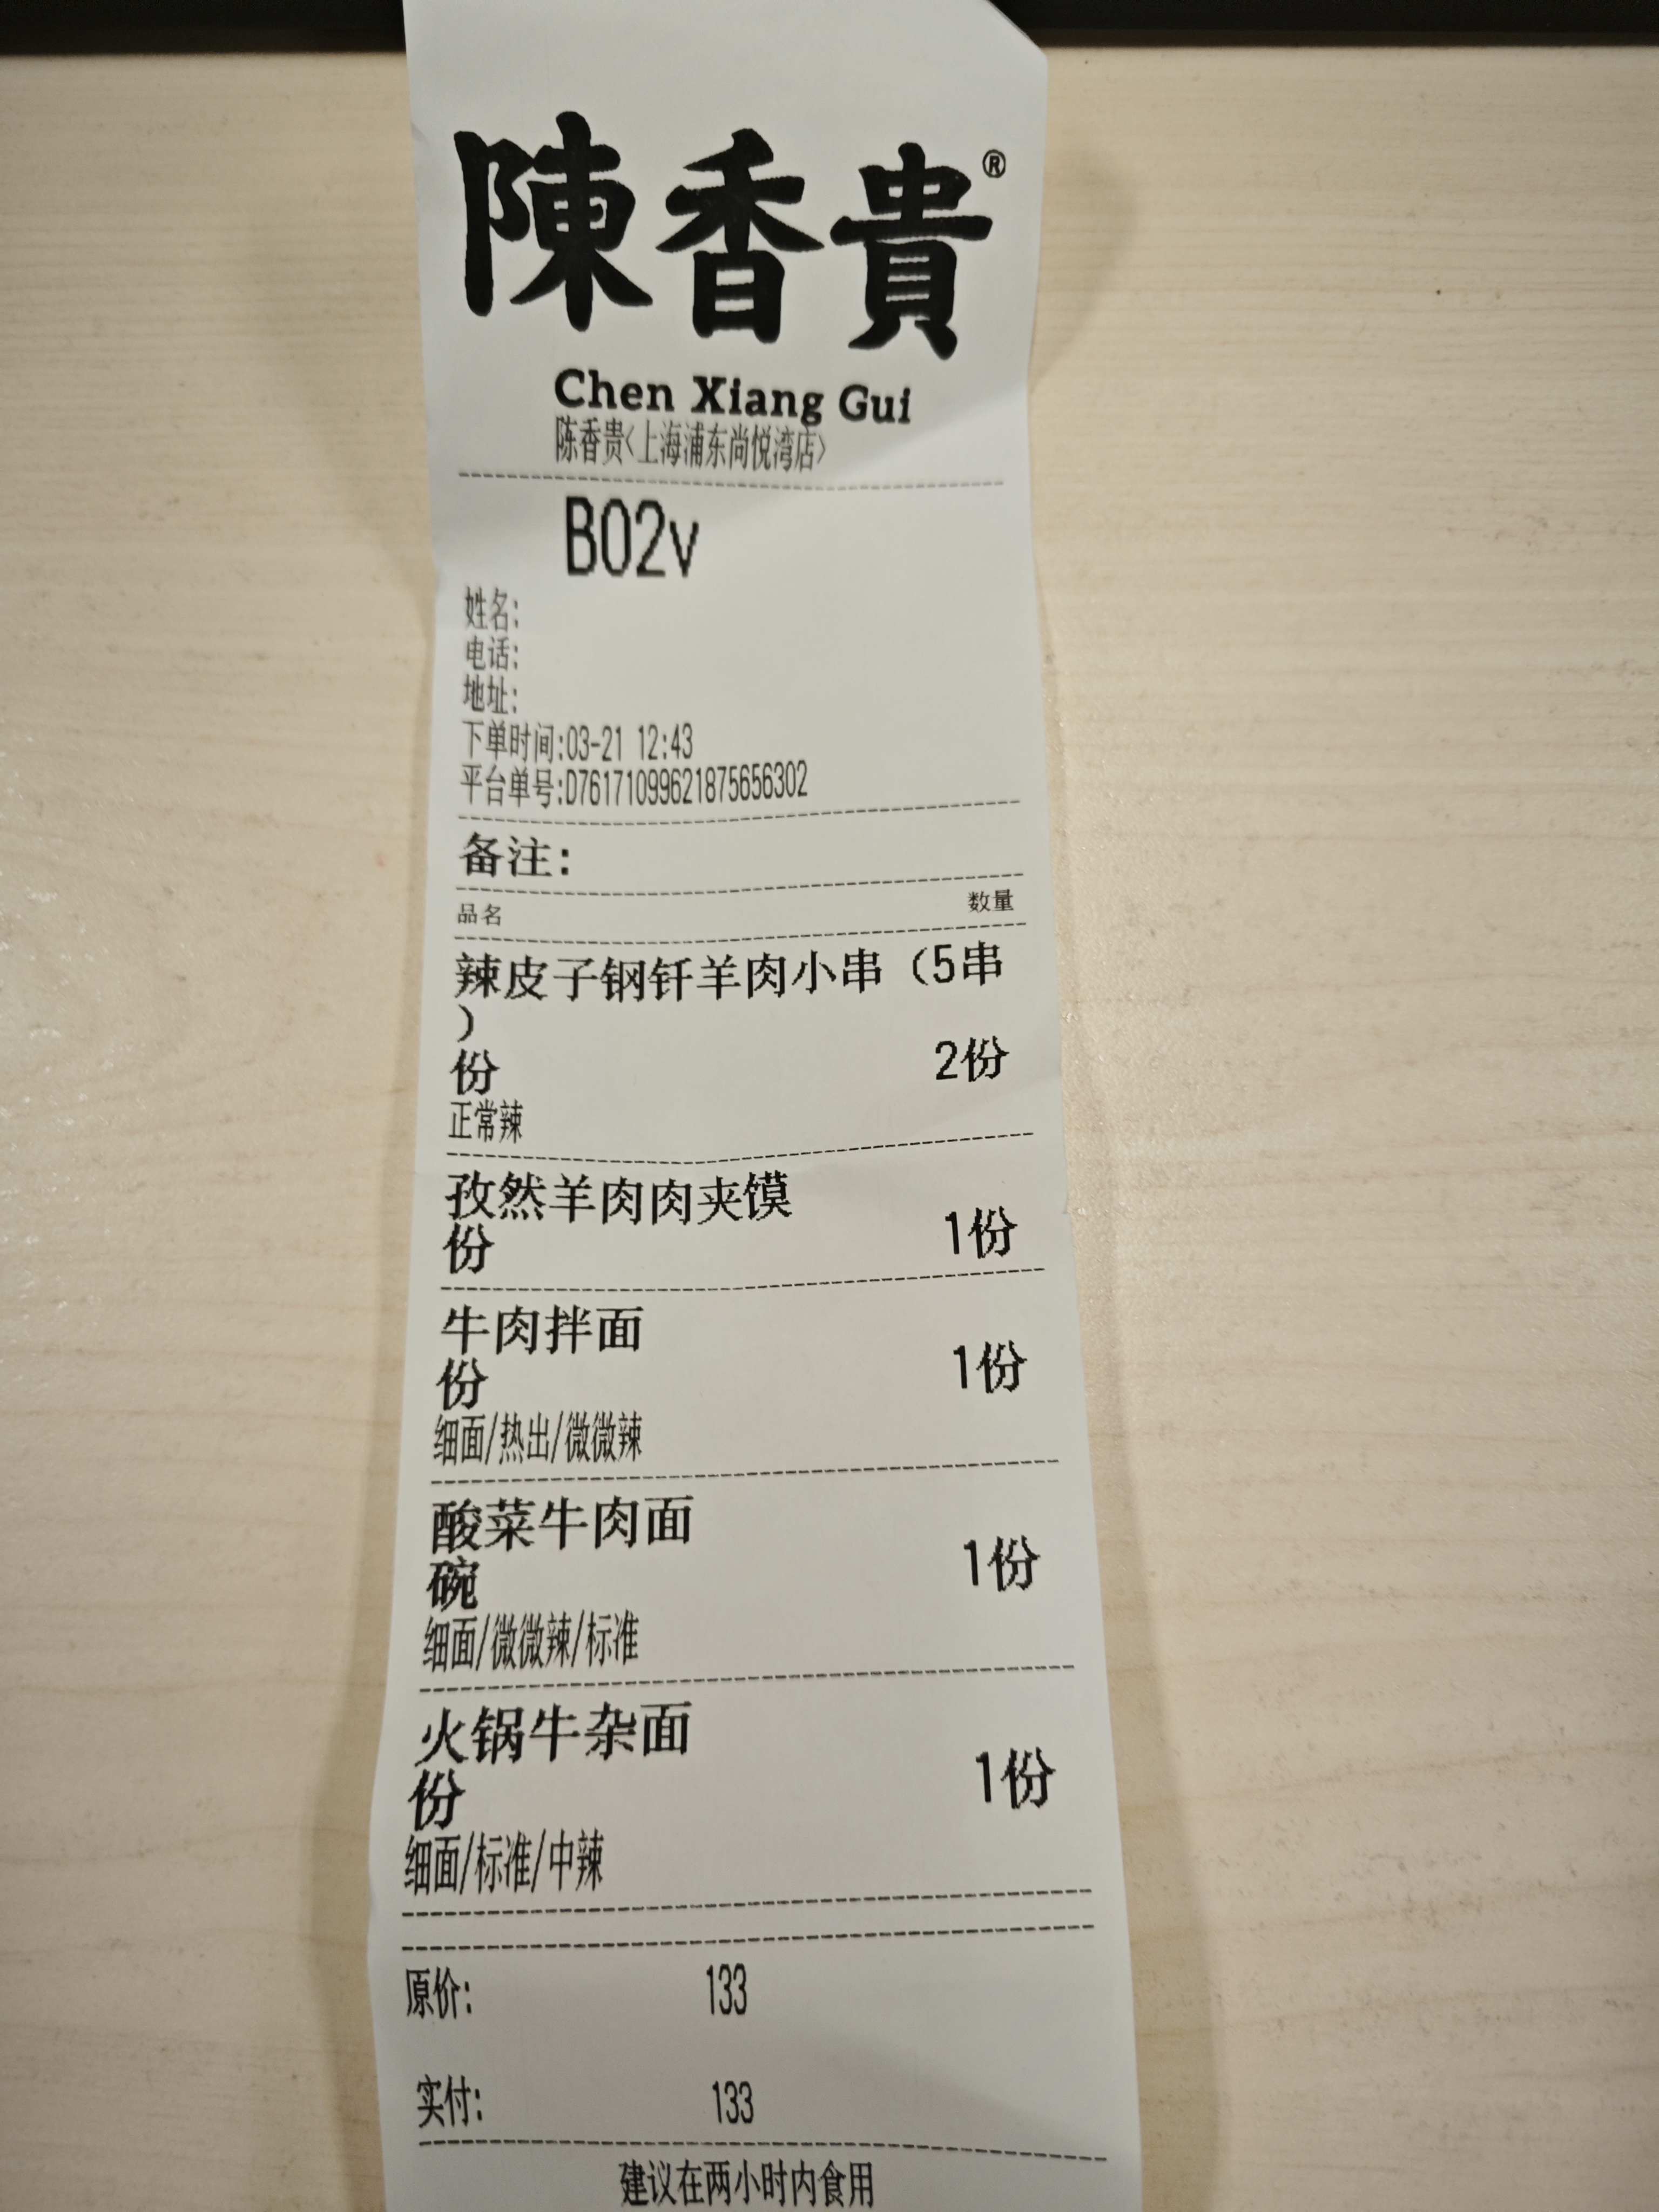 陳香貴®
Chen Xiang Gui
陈香贵<上海浦东尚悦湾店>
B02v
姓名:
电话:
地址:
下单时间:03-21 12:43
平台单号:D761710996218756563​02
备注:
品名 数量
辣皮子钢钎羊肉小串（5串
）
份 2份
正常辣
孜然羊肉肉夹馍
份 1份
牛肉拌面
份 1份
细面/热出/微微辣
酸菜牛肉面
碗 1份
细面/微微辣/标准
火锅牛杂面
份 1份
细面/标准/中辣
原价: 133
实付: 133
建议在两小时内食用